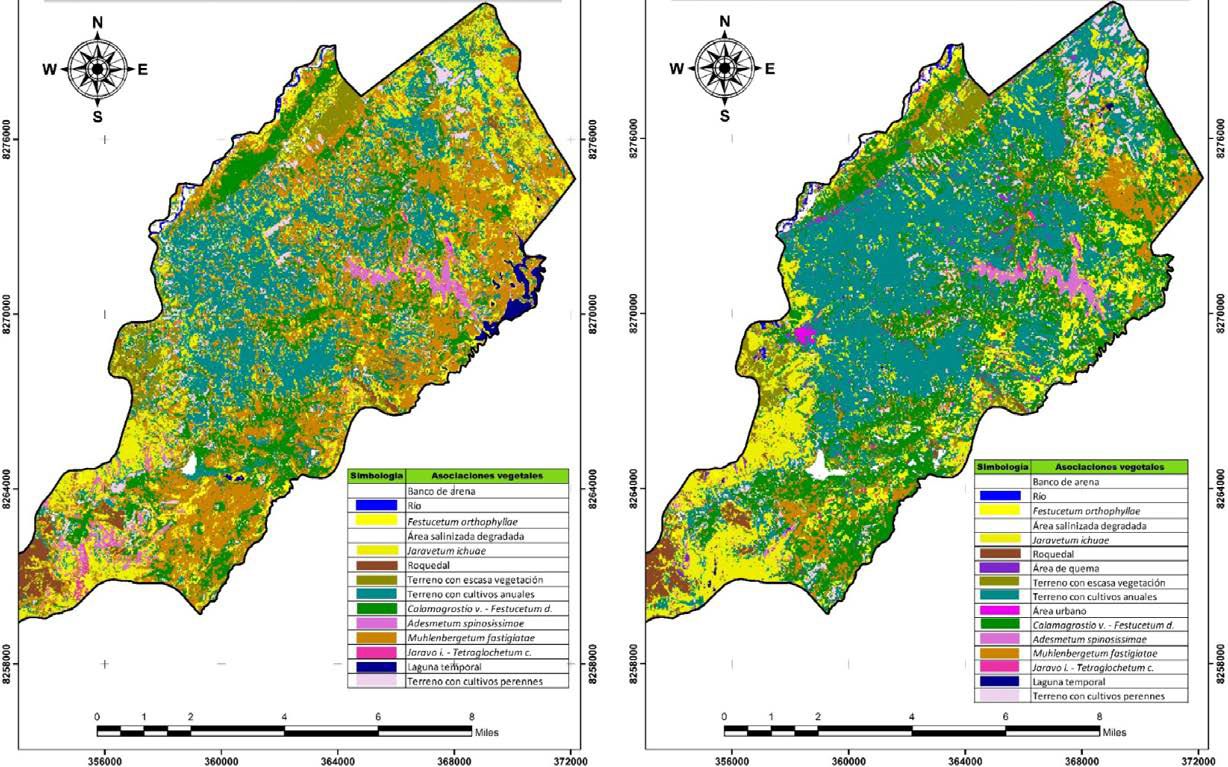 N
W E
S
8276000
8270000
8264000
8258000
Simbología Asociaciones vegetales
Banco de arena
Río
Festucetum orthophyllae
Área salinizada degradada
Jaravetum ichuae
Roquedal
Terreno con escasa vegetación
Terreno con cultivos anuales
Calamagrostio v. - Festucetum d.
Adesmetum spinosissimae
Muhlenbergetum fastigiatae
Jaravo i. - Tetraglochetum c.
Laguna temporal
Terreno con cultivos perennes
0 1 2 4 6 8
Miles
356000 360000 364000 368000 372000
8276000
8270000
8264000
8258000
N
W E
S
Simbología Asociaciones vegetales
Banco de arena
Río
Festucetum orthophyllae
Área salinizada degradada
Jaravetum ichuae
Roquedal
Área de quema
Terreno con escasa vegetación
Terreno con cultivos anuales
Área urbano
Calamagrostio v. - Festucetum d.
Adesmetum spinosissimae
Muhlenbergetum fastigiatae
Jaravo i. - Tetraglochetum c.
Laguna temporal
Terreno con cultivos perennes
0 1 2 4 6 8
Miles
356000 360000 364000 368000 372000
8276000
8270000
8264000
8258000